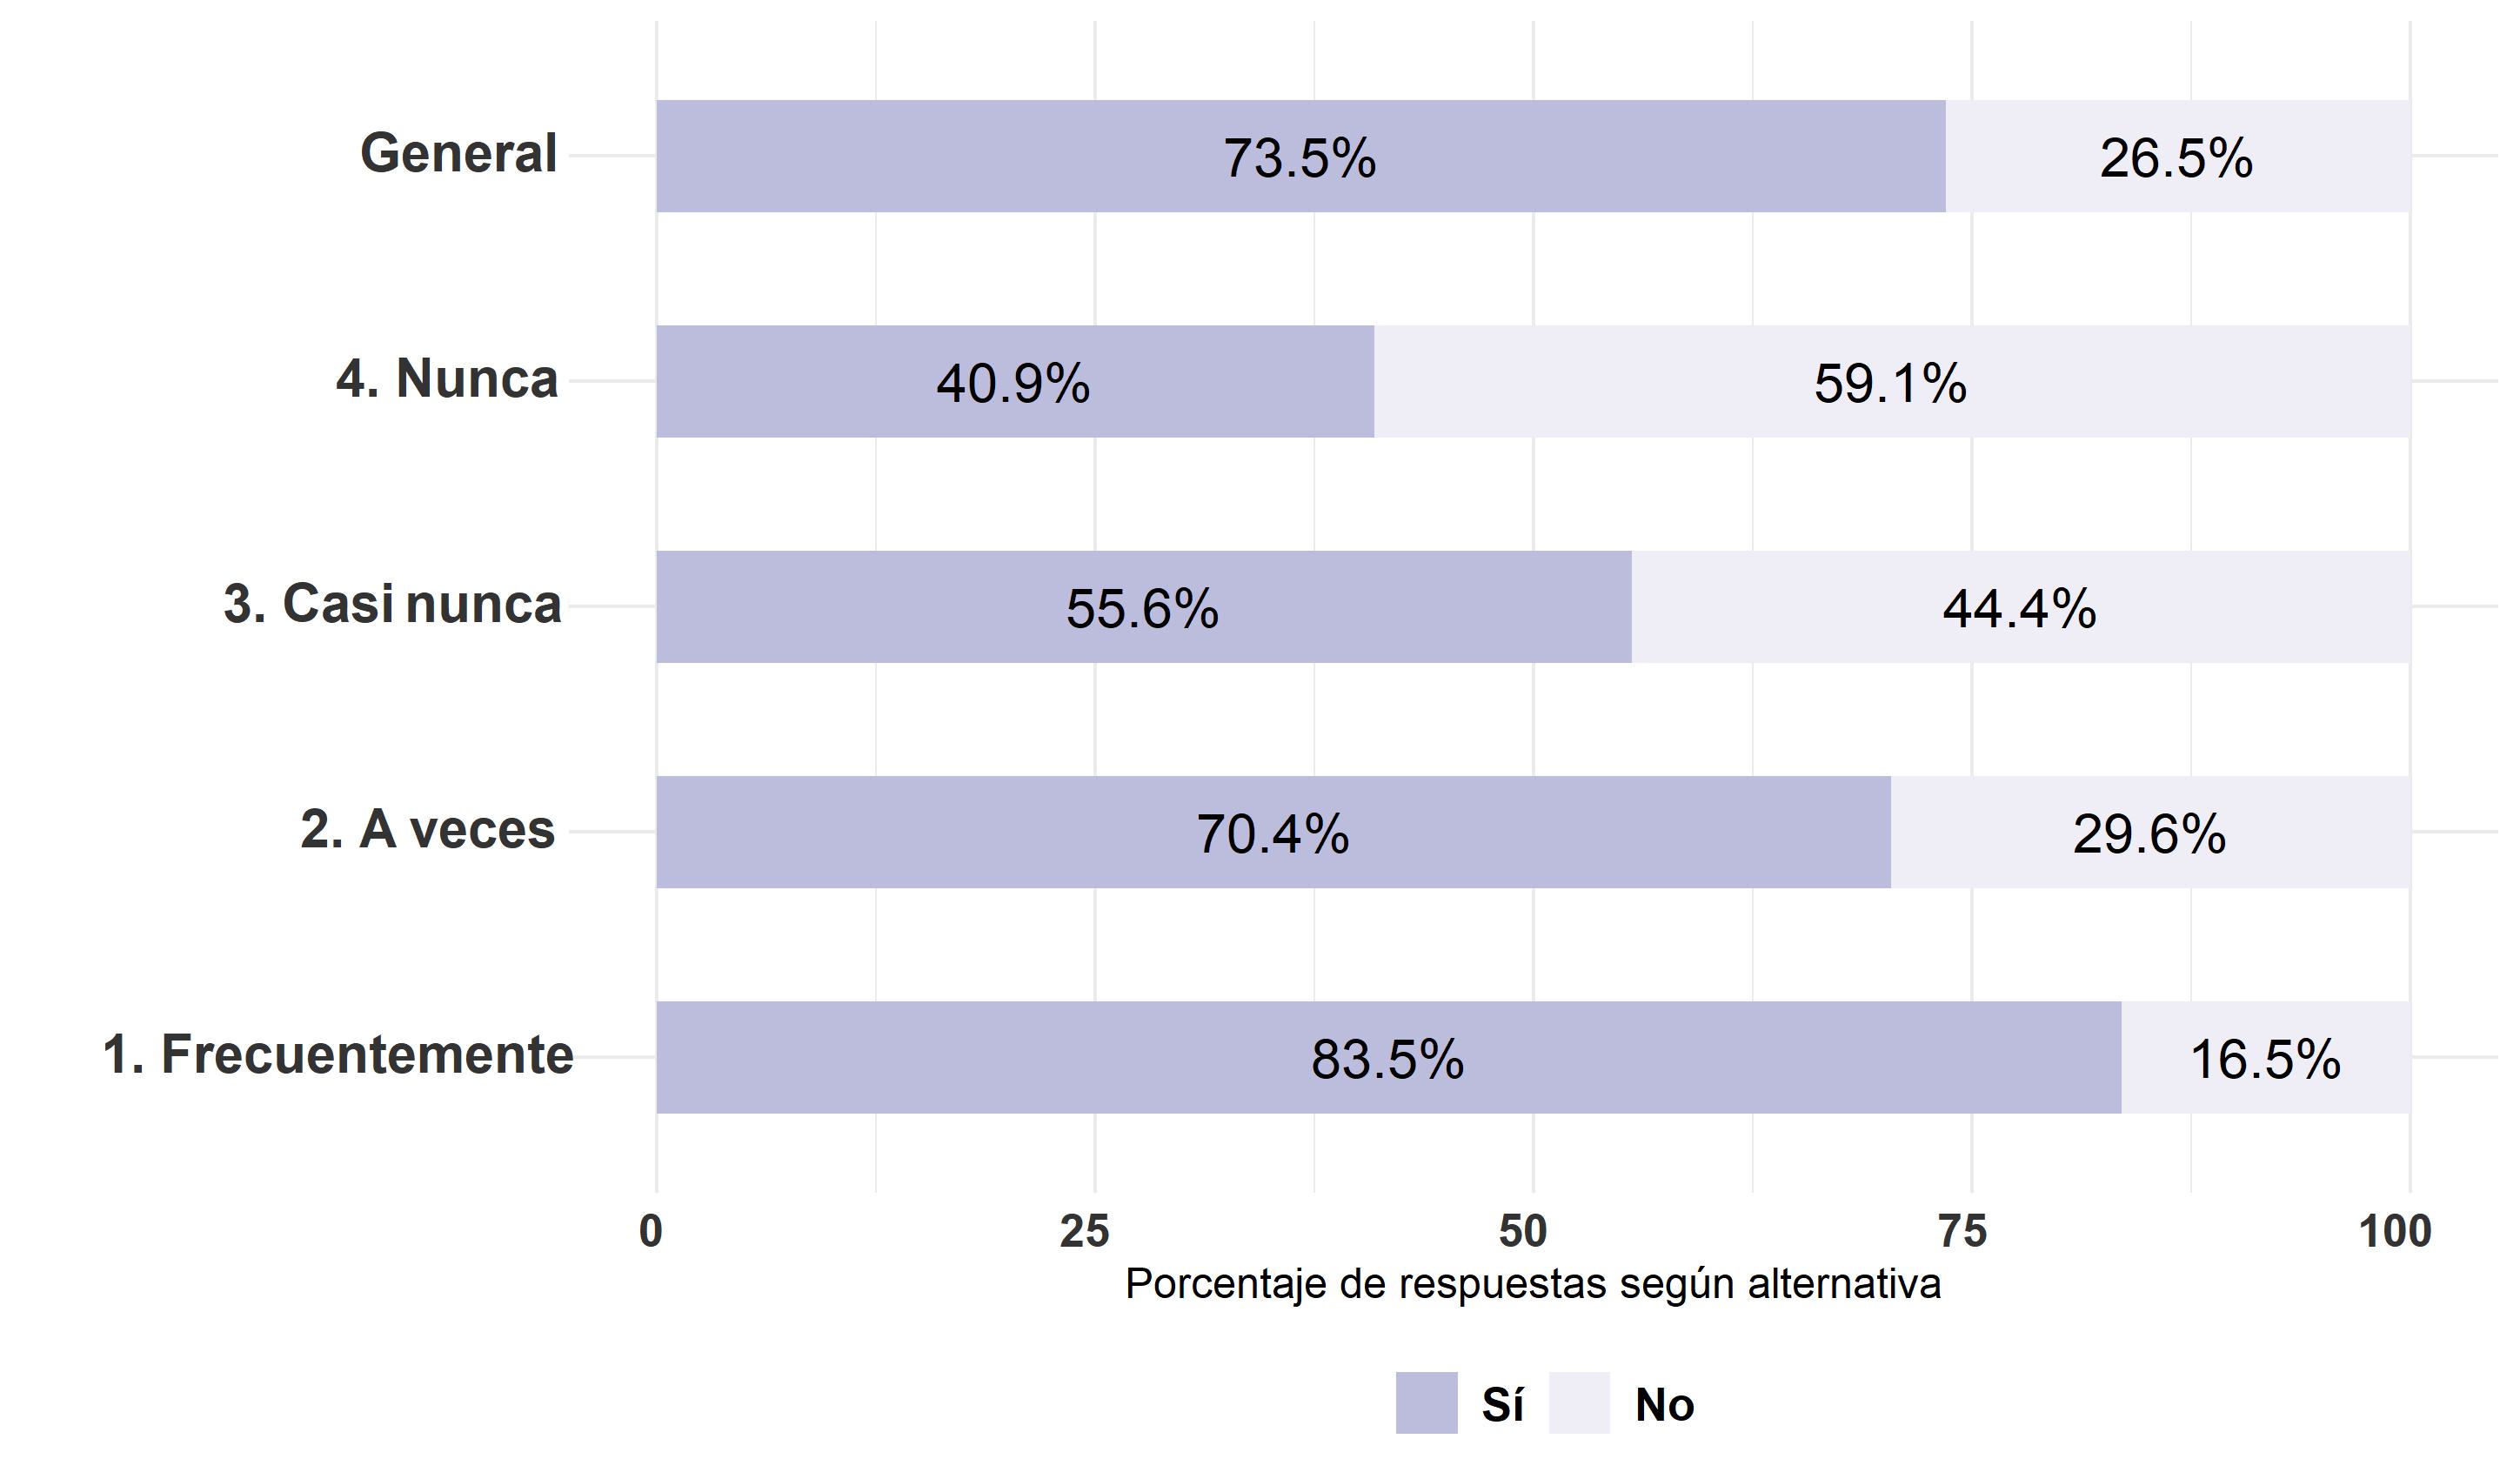 General 73.5% 26.5%
4. Nunca 40.9% 59.1%
3. Casi nunca 55.6% 44.4%
2. A veces 70.4% 29.6%
1. Frecuentemente 83.5% 16.5%
0 25 50 75 100
Porcentaje de respuestas según alternativa
Sí No